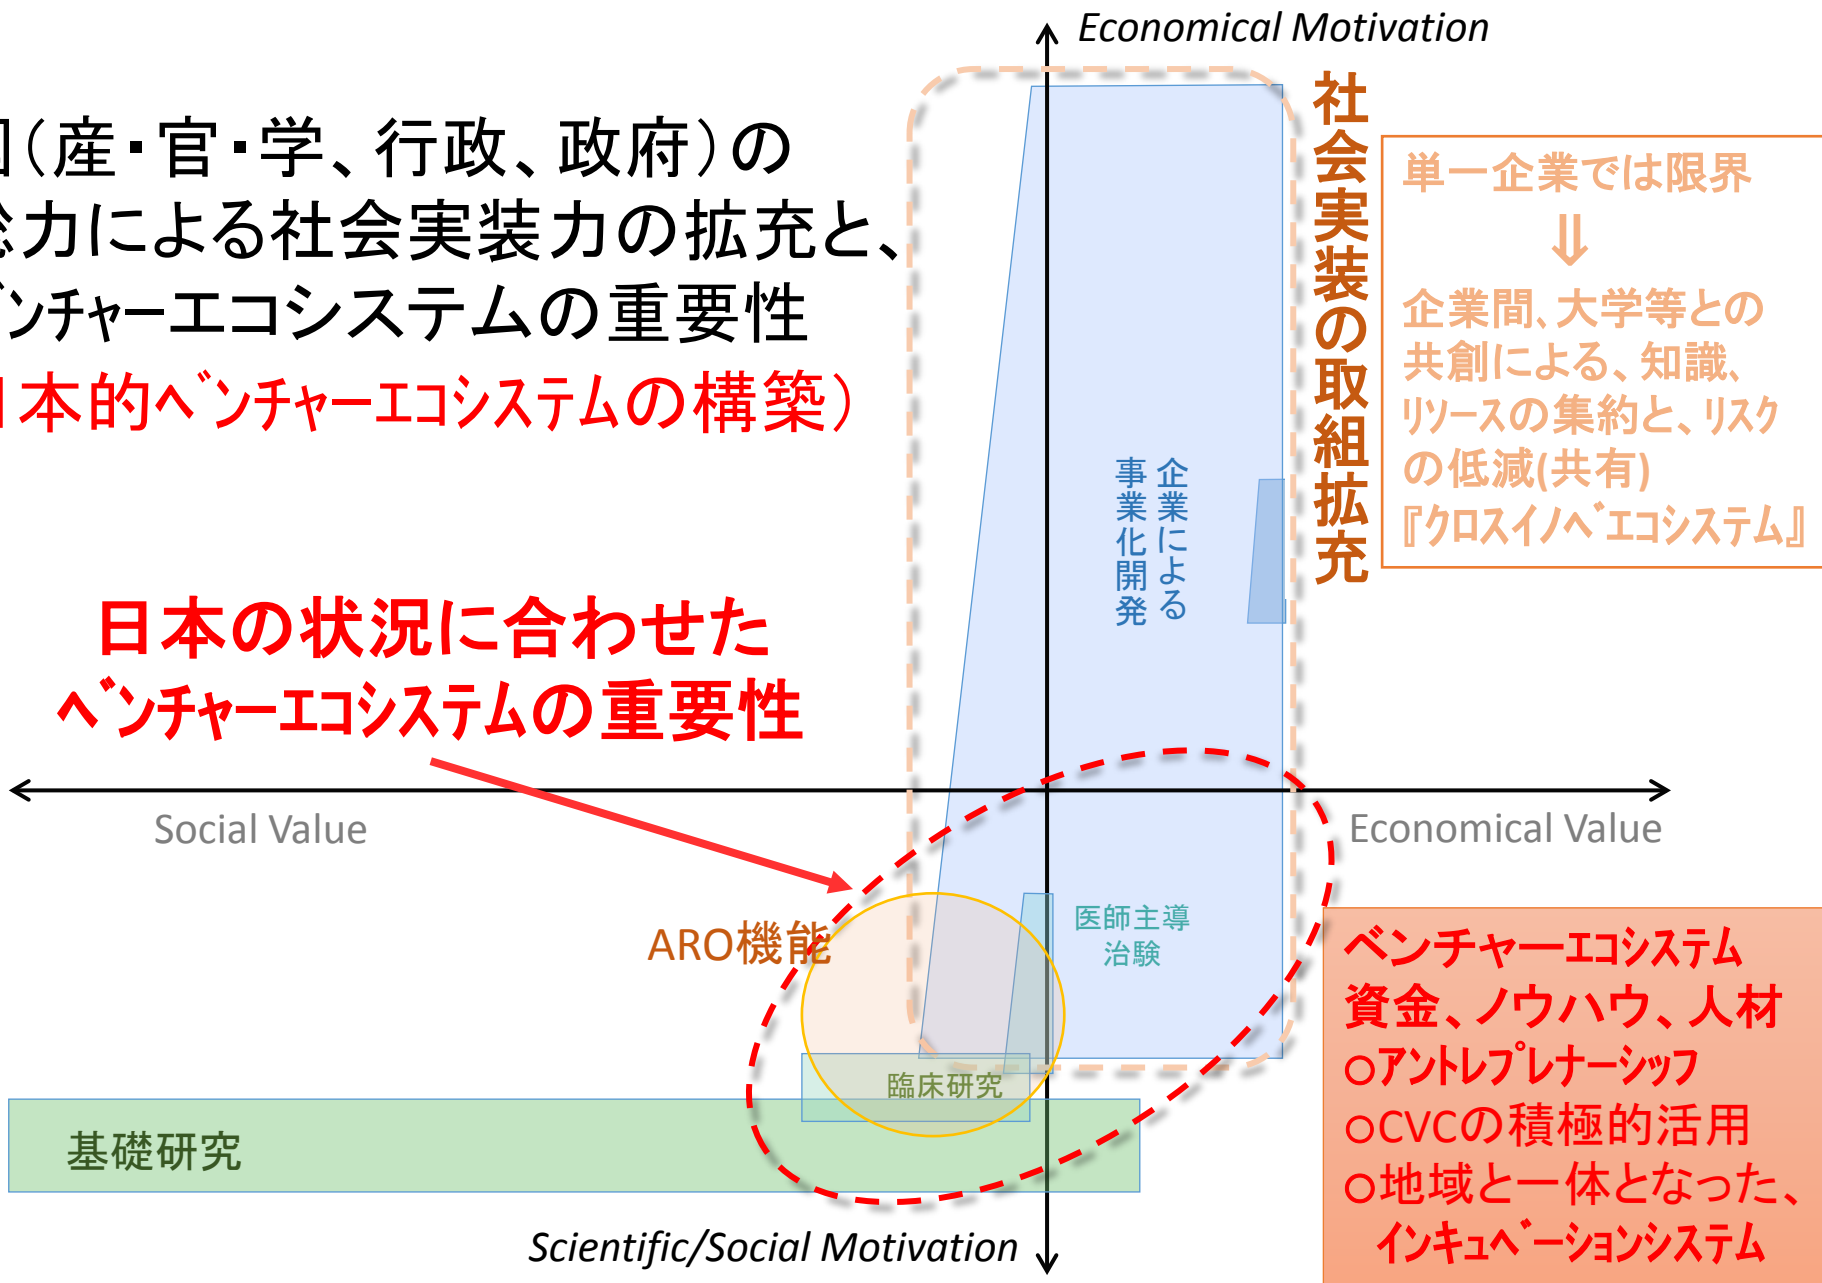 Economical Motivation
(産・官・学、行政、政府)の
力による社会実装力の拡充と、
ﾝﾁｬｰエコシステムの重要性
本的ﾍﾞﾝﾁｬｰｴｺｼｽﾃﾑの構築)
日本の状況に合わせた
ﾍﾞﾝﾁｬｰｴｺｼｽﾃﾑの重要性
社会実装の取組拡充
単一企業では限界
⇓
企業間、大学等との
共創による、知識、
ﾘｿｰｽの集約と、ﾘｽｸ
の低減(共有)
『ｸﾛｽｲﾉﾍﾞｴｺｼｽﾃﾑ』
企業による
事業化開発
Social Value
Economical Value
ARO機能
医師主導
治験
臨床研究
基礎研究
Scientific/Social Motivation
ベンチャーｴｺｼｽﾃﾑ
資金、ノウハウ、人材
○ｱﾝﾄﾚﾌﾟﾚﾅｰｼｯﾌ
○CVCの積極的活用
○地域と一体となった、
ｲﾝｷｭﾍﾞｰｼｮﾝｼｽﾃﾑ